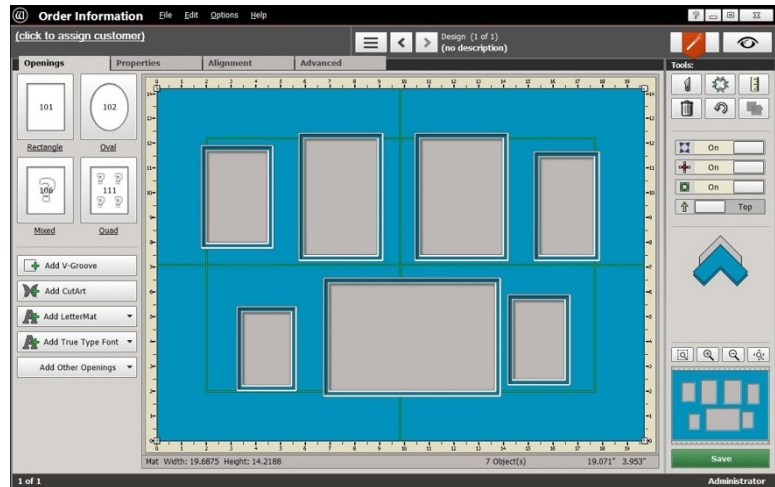 Order Information File Edit Options Help
(click to assign customer)
Design (1 of 1)
(no description)
Openings Properties Alignment Advanced
Tools:
101 102
Rectangle Oval
106 111
Mixed Quad
On
On
On
Top
Add V-Groove
Add CutArt
Add LetterMat
Add True Type Font
Add Other Openings
Mat Width: 19.6875 Height: 14.2188 7 Object(s) 19.071" 3.953"
Save
1 of 1 Administrator